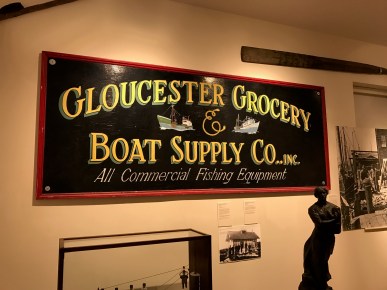 GLOUCESTER GROCERY
&
BOAT SUPPLY CO..INC.
All Commercial Fishing Equipment